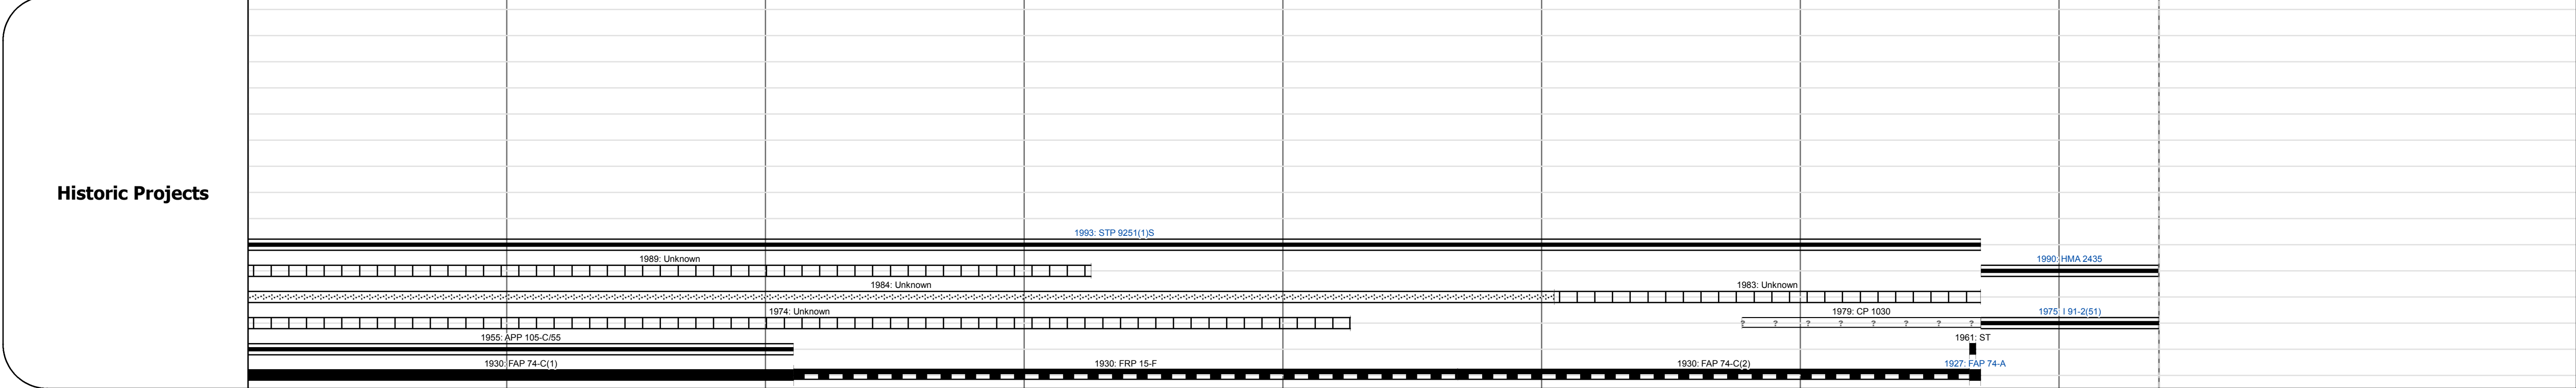 Historic Projects
1993: STP 9251(1)S
1989: Unknown
1990: HMA 2435
1984: Unknown
1983: Unknown
1974: Unknown
1979: CP 1030
1975: I 91-2(51)
? ? ? ? ? ? ? ?
1955: APP 105-C/55
1961: ST
1930: FAP 74-C(1)
1930: FRP 15-F
1930: FAP 74-C(2)
1927: FAP 74-A